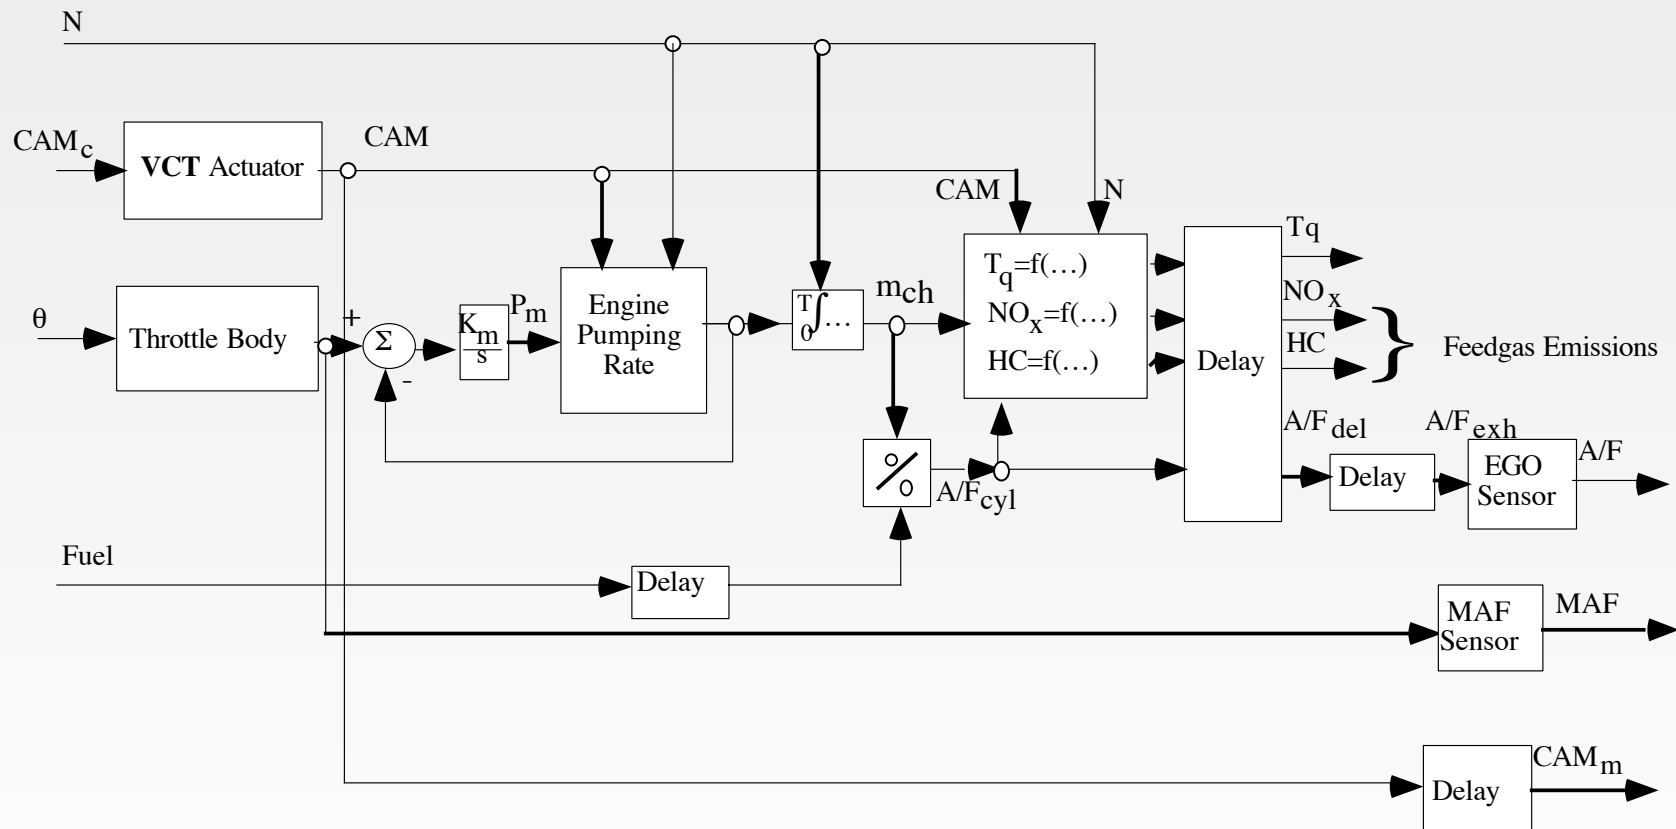 N
CAMc
VCT Actuator
CAM
CAM
N
θ
Throttle Body
+
Σ
-
Km
s
Pm
Engine
Pumping
Rate
T
∫...
0
mch
Tq=f(...)
NOx=f(...)
HC=f(...)
Delay
Tq
NOx
HC
}
Feedgas Emissions
%
A/Fcyl
A/Fdel
Delay
A/Fexh
EGO
Sensor
A/F
Fuel
Delay
MAF
Sensor
MAF
Delay
CAMm